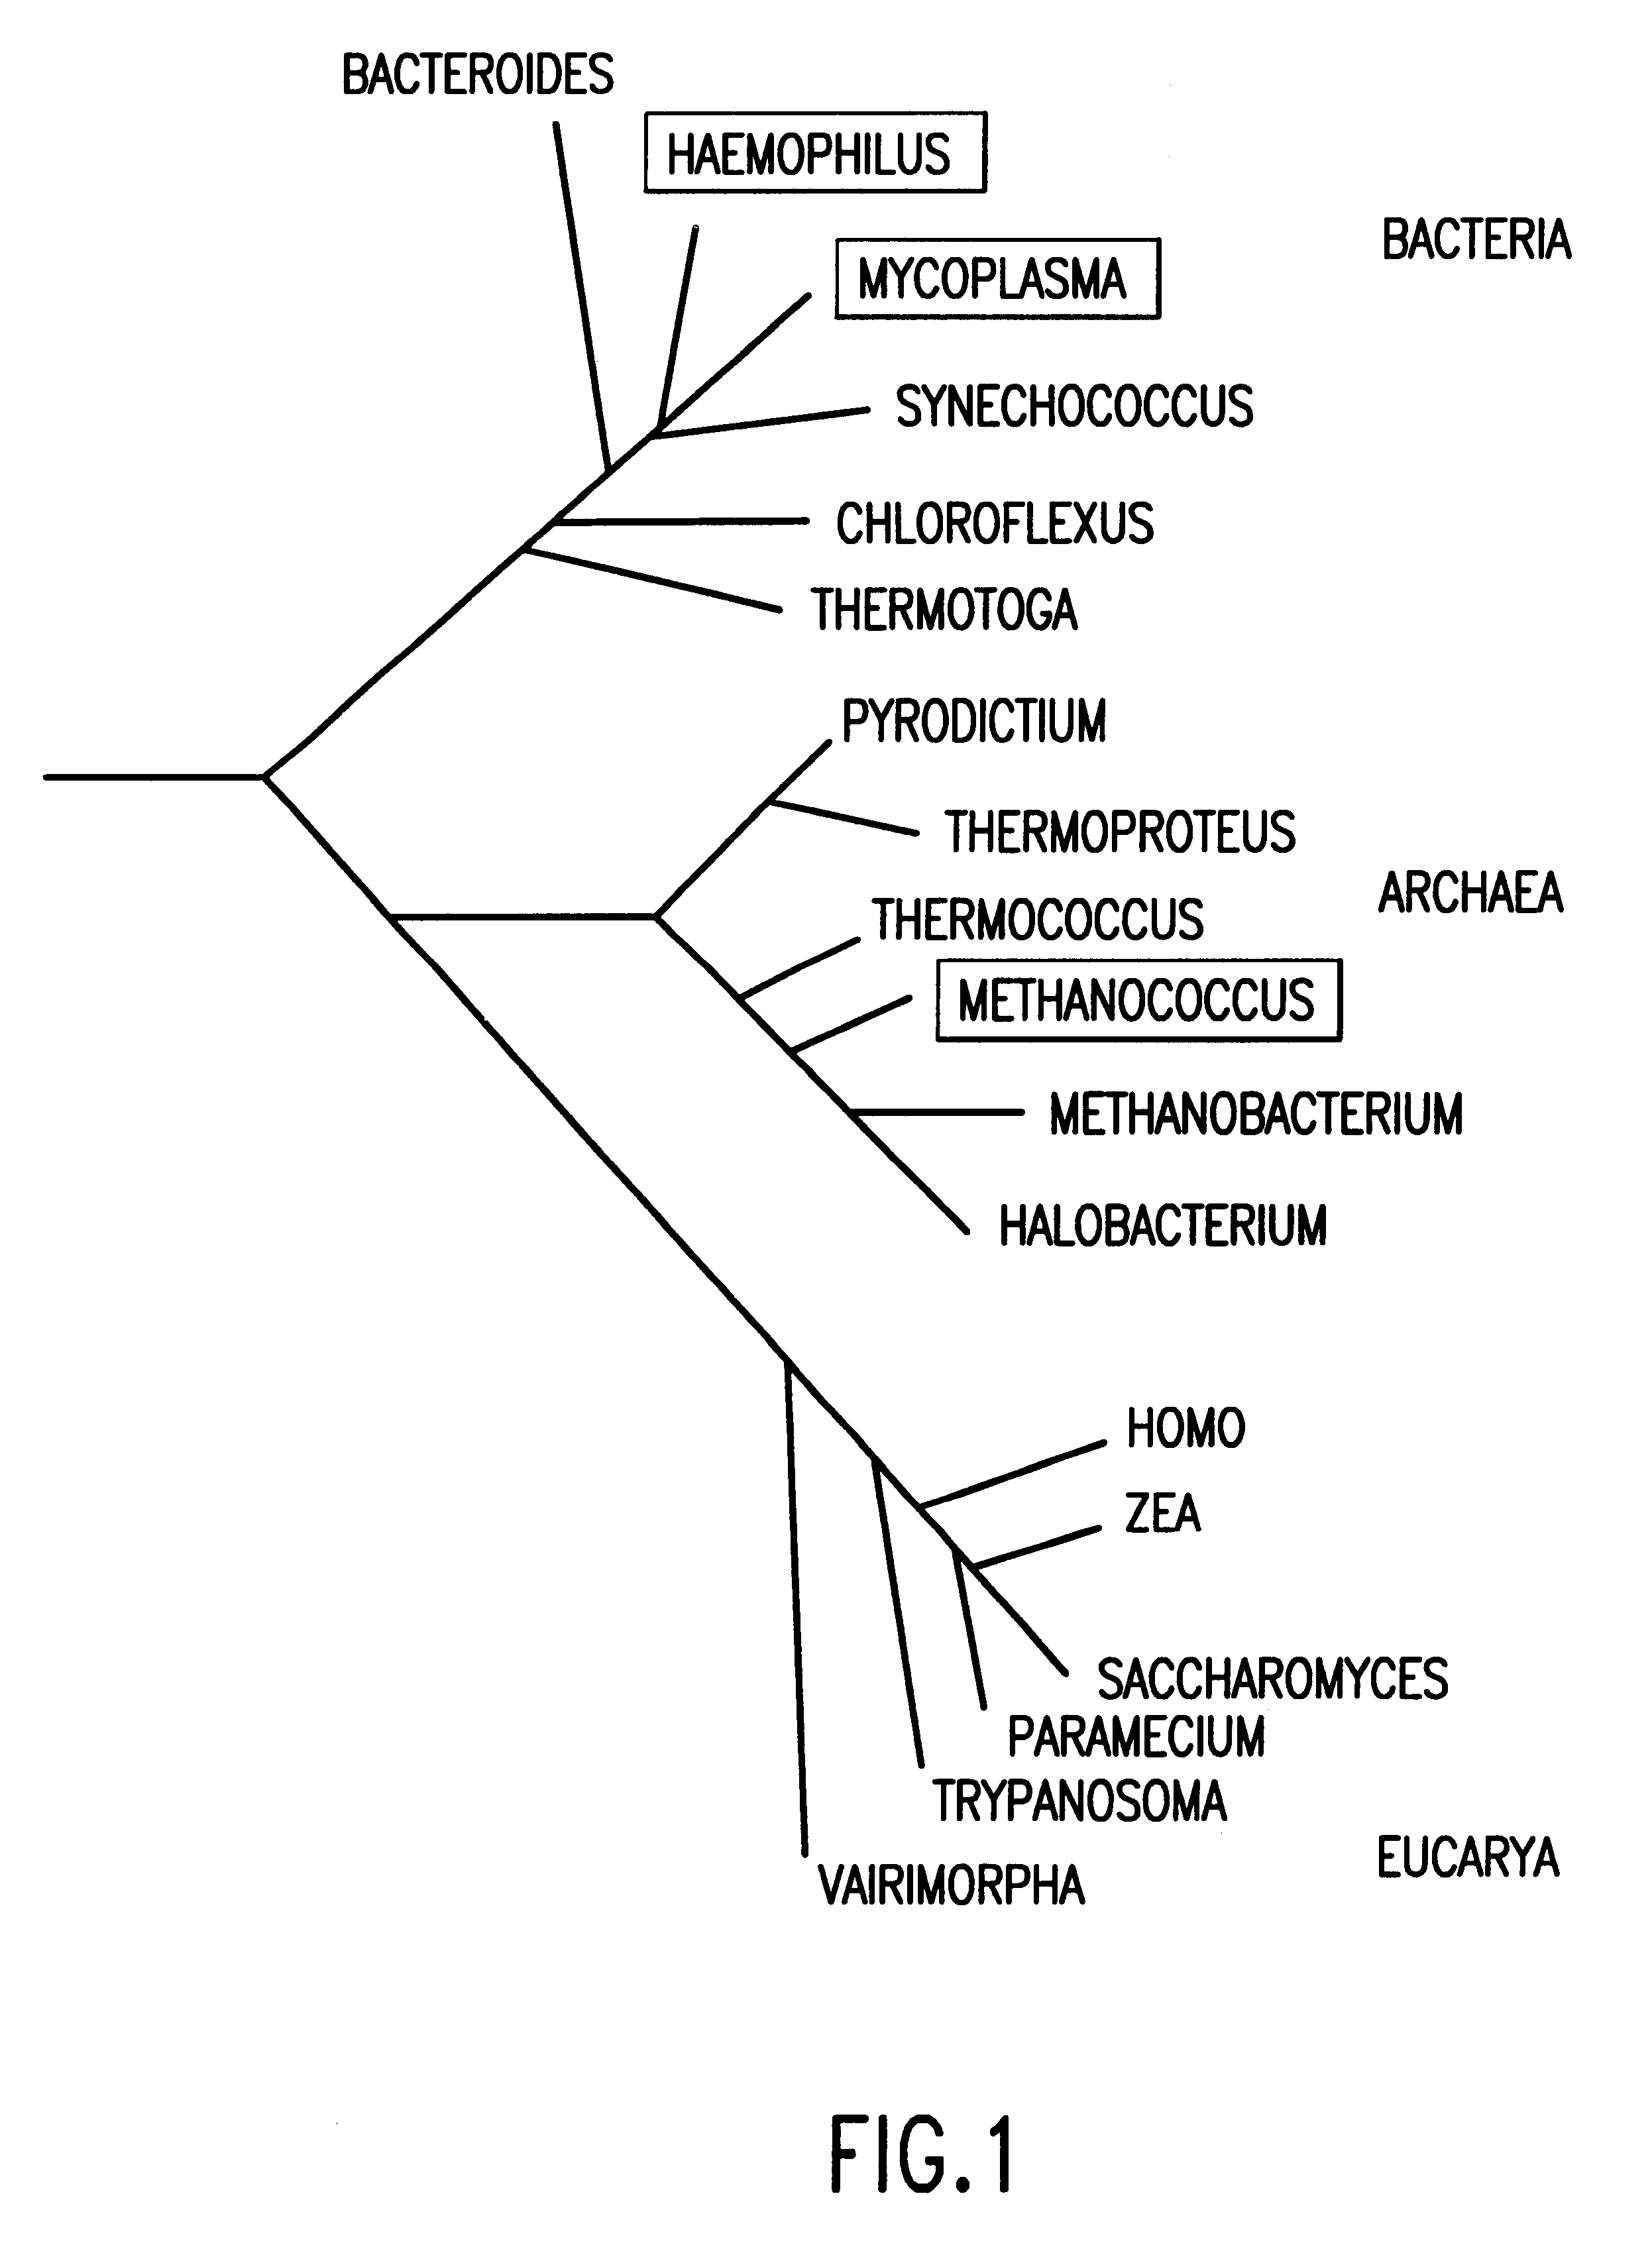 BACTEROIDES
HAEMOPHILUS
BACTERIA
MYCOPLASMA
SYNECHOCOCCUS
CHLOROFLEXUS
THERMOTOGA
PYRODICTIUM
THERMOPROTEUS
ARCHAEA
THERMOCOCCUS
METHANOCOCCUS
METHANOBACTERIUM
HALOBACTERIUM
HOMO
ZEA
SACCHAROMYCES
PARAMECIUM
TRYPANOSOMA
EUCARYA
VAIRIMORPHA
FIG.1